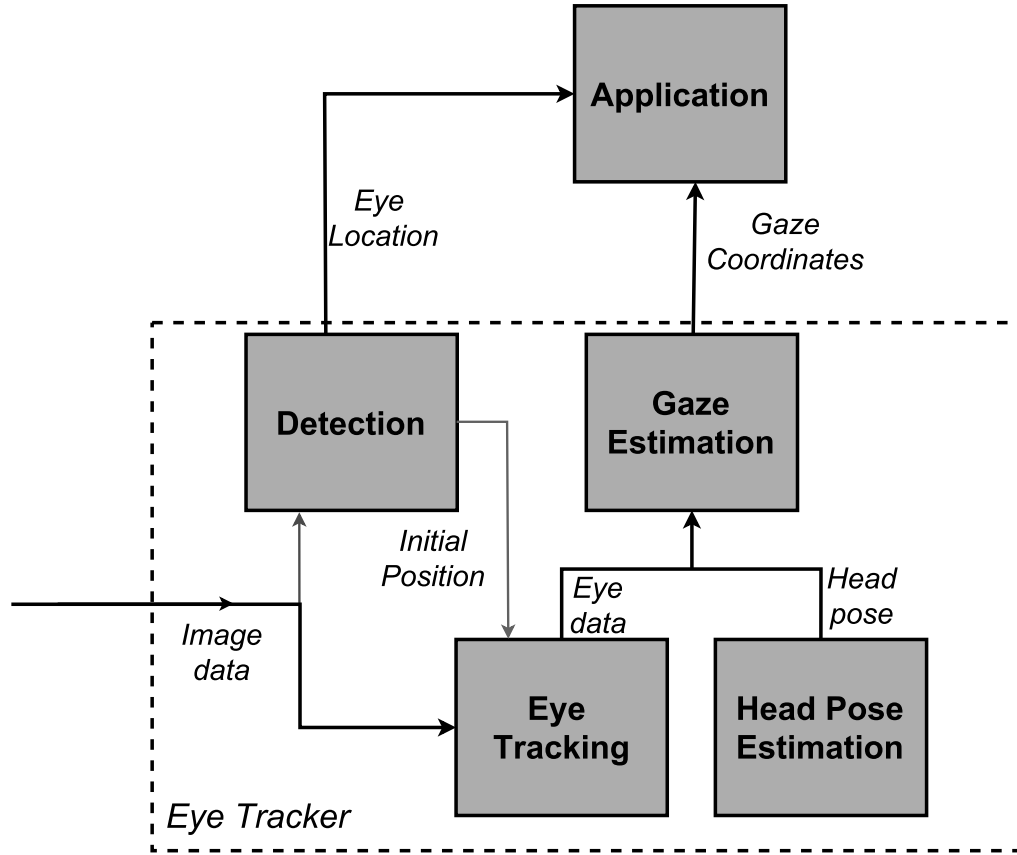 Application
Eye
Location
Gaze
Coordinates
Detection
Gaze
Estimation
Initial
Position
Eye
data
Head
pose
Image
data
Eye
Tracking
Head Pose
Estimation
Eye Tracker